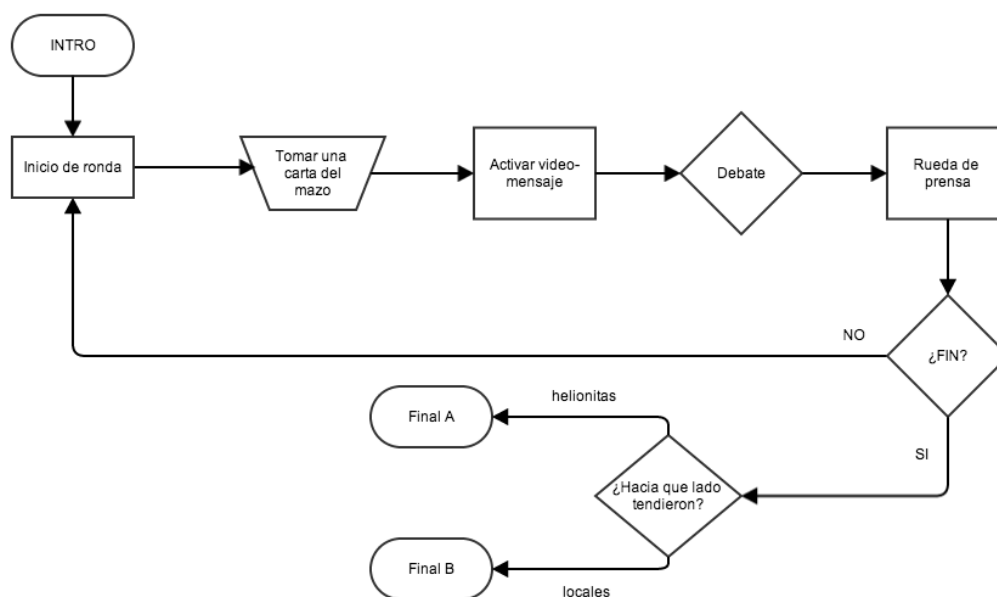 INTRO
Inicio de ronda
Tomar una
carta del
mazo
Activar video-
mensaje
Debate
Rueda de
prensa
¿FIN?
NO
SI
¿Hacia que lado
tendieron?
helionitas
Final A
locales
Final B